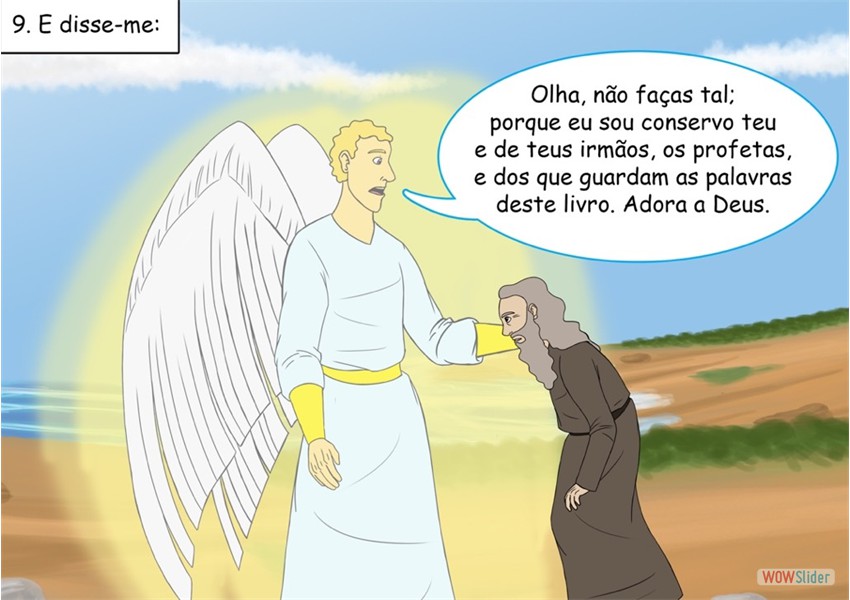 9. E disse-me:
Olha, não faças tal;
porque eu sou conservo teu
e de teus irmãos, os profetas,
e dos que guardam as palavras
deste livro. Adora a Deus.
WOWSlider